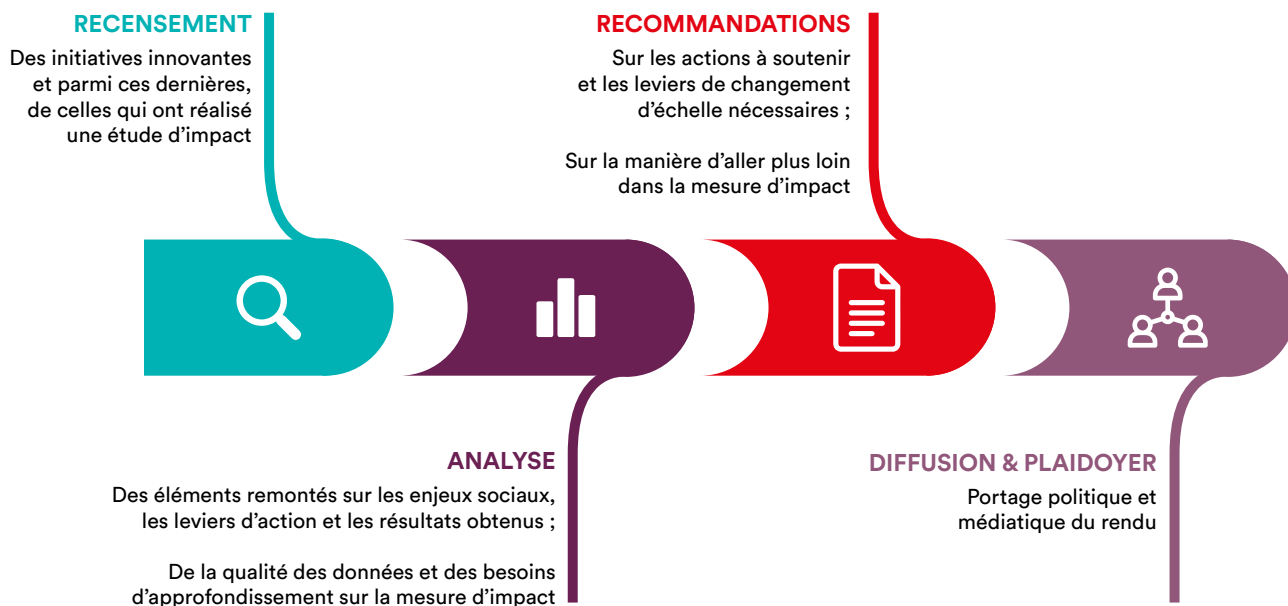 RECENSEMENT
Des initiatives innovantes
et parmi ces dernières,
de celles qui ont réalisé
une étude d'impact
RECOMMANDATIONS
Sur les actions à soutenir
et les leviers de changement
d'échelle nécessaires ;
Sur la manière d'aller plus loin
dans la mesure d'impact
ANALYSE
Des éléments remontés sur les enjeux sociaux,
les leviers d'action et les résultats obtenus ;
De la qualité des données et des besoins
d'approfondissement sur la mesure d'impact
DIFFUSION & PLAIDOYER
Portage politique et
médiatique du rendu